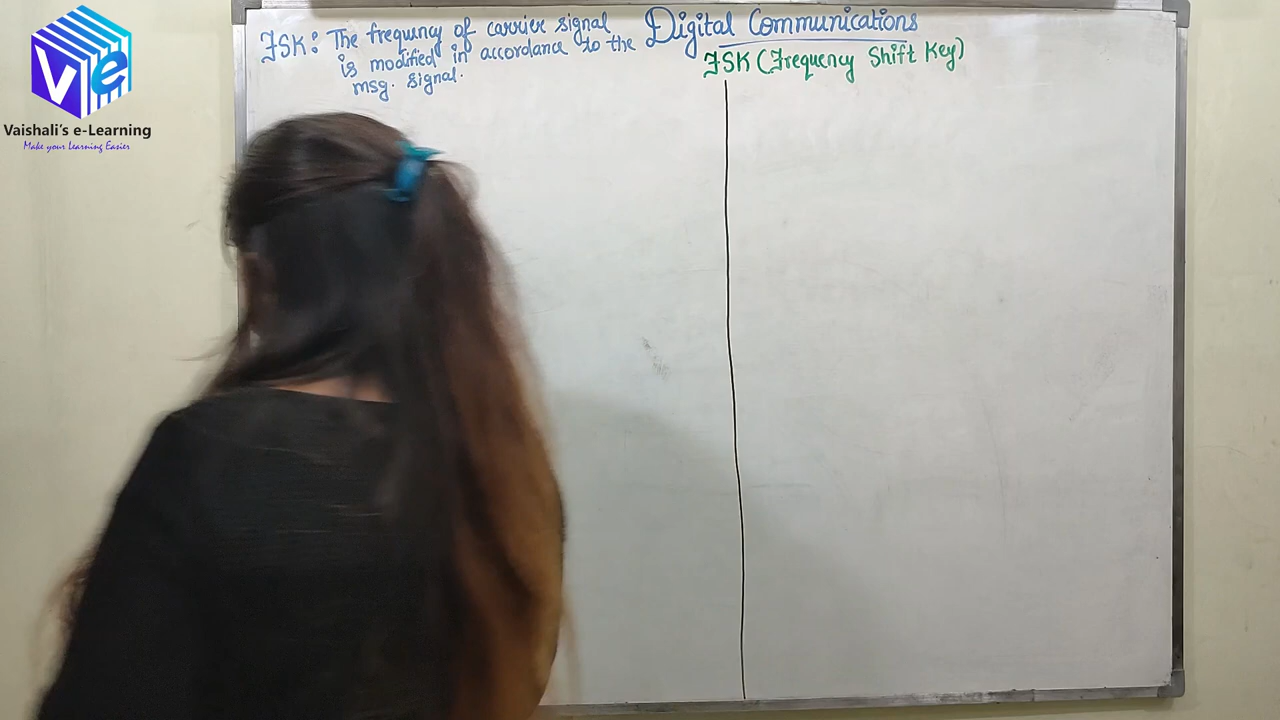 Ve
Vaishali's e-Learning
Make your Learning Easier
Digital Communications
FSK (Frequency Shift Key)
FSK: The frequency of carrier signal
is modified in accordance to the
msg. signal.